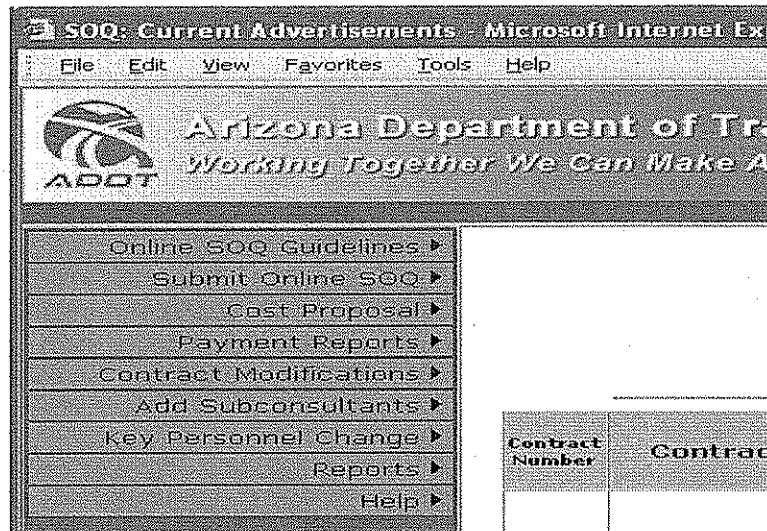 SOQ: Current Advertisements - Microsoft Internet Ex
File Edit View Favorites Tools Help
Arizona Department of Tra
Working Together We Can Make A
ADOT
Online SOQ Guidelines
Submit Online SOQ
Cost Proposal
Payment Reports
Contract Modifications
Add Subconsultants
Key Personnel Change
Reports
Help
Contract
Number
Contrac